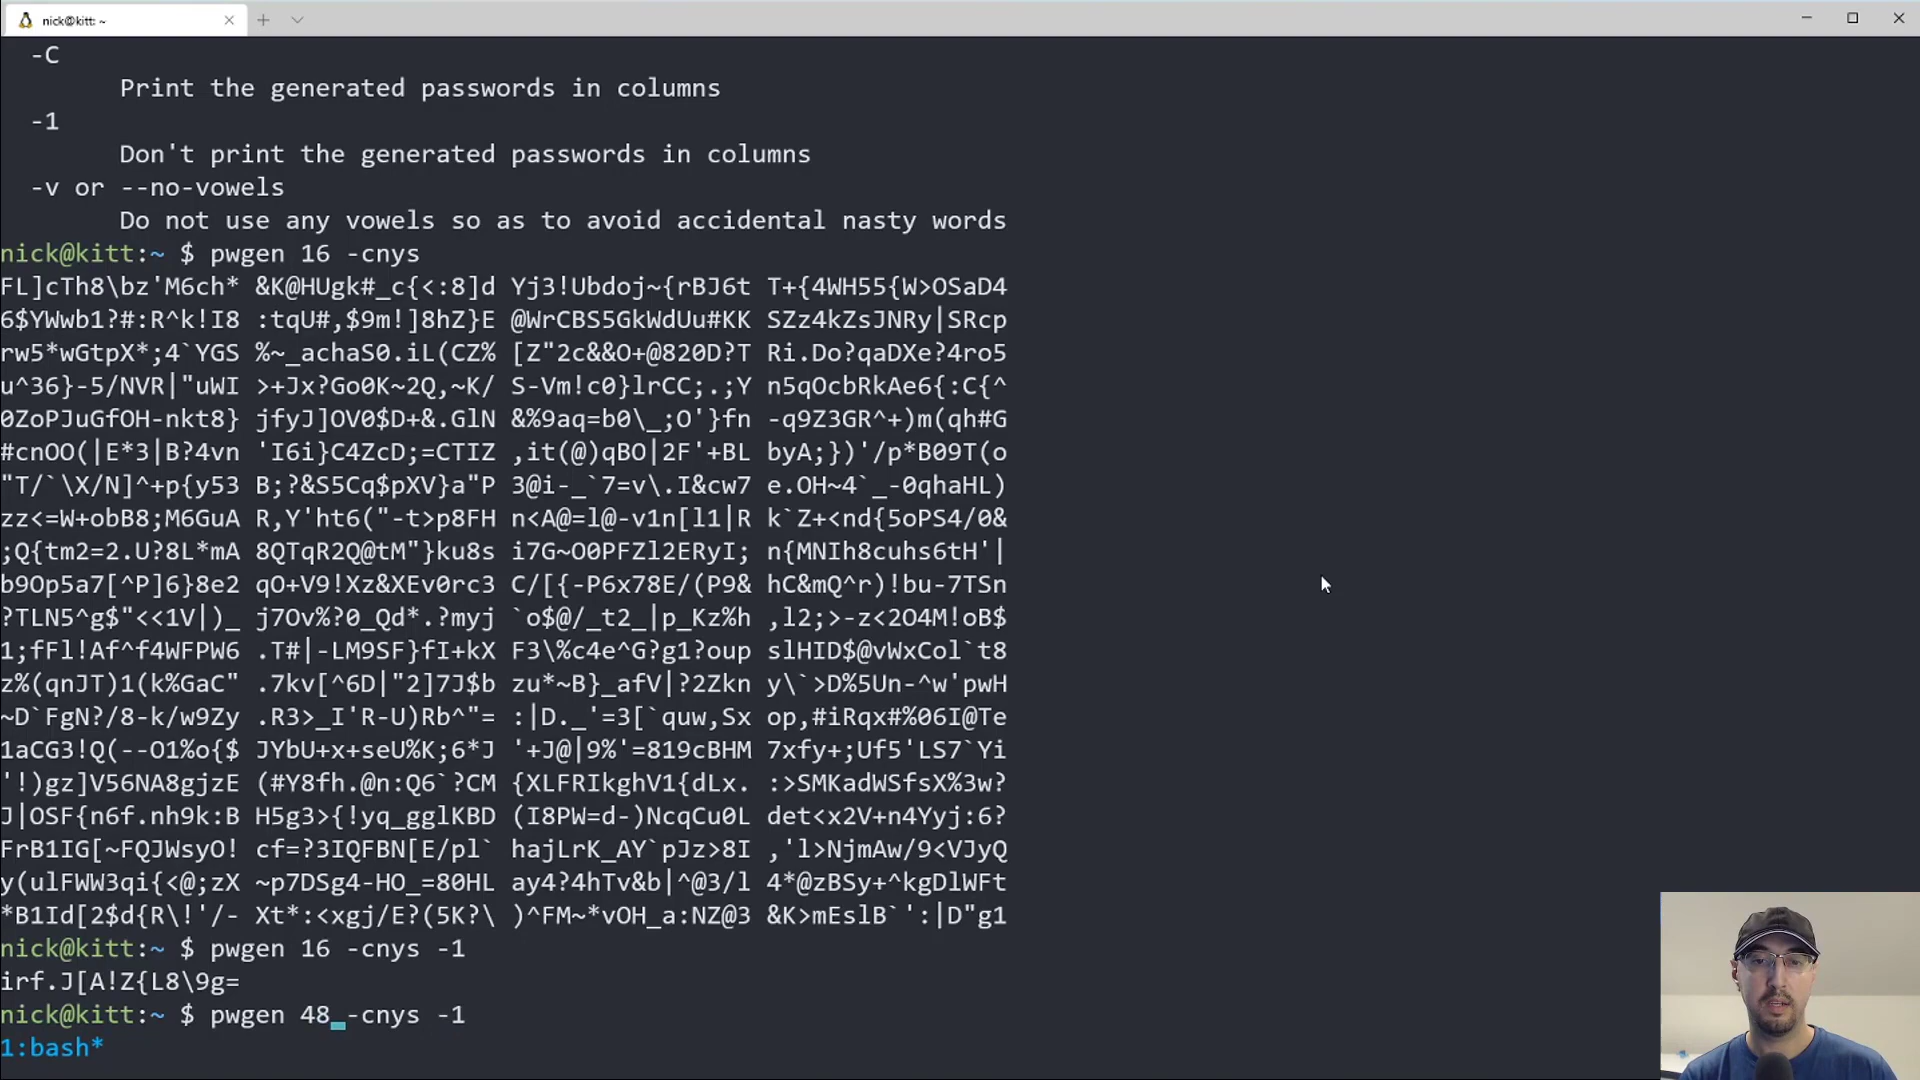 nick@kitt: ~
-C
Print the generated passwords in columns
-1
Don't print the generated passwords in columns
-v or --no-vowels
Do not use any vowels so as to avoid accidental nasty words
nick@kitt:~ $ pwgen 16 -cnys
FL]cTh8\bz'M6ch* &K@HUgk#_c{<:8]d Yj3!Ubdoj~{rBJ6t T+{4WH55{W>OSaD4
6$YWwb1?#:R^k!I8 :tqU#,$9m!]8hZ}E @WrCBS5GkWdUu#KK SZz4kZsJNRy|SRcp
rw5*wGtpX*;4`YGS %~_achaS0.iL(CZ% [Z"2c&&O+@820D?T Ri.Do?qaDXe?4ro5
u^36}-5/NVR|"uWI >+Jx?Go0K~2Q,~K/ S-Vm!c0}lrCC;.;Y n5qOcbRkAe6{:C{^
0ZoPJuGfOH-nkt8} jfyJ]OV0$D+&.GlN &%9aq=b0\_;O'}fn -q9Z3GR^+)m(qh#G
#cnOO(|E*3|B?4vn 'I6i}C4ZcD;=CTIZ ,it(@)qBO|2F'+BL byA;})'/p*B09T(o
"T/`\X/N]^+p{y53 B;?&S5Cq$pXV}a"P 3@i-_`7=v\.I&cw7 e.OH~4`_-0qhaHL)
zz<=W+obB8;M6GuA R,Y'ht6("-t>p8FH n<A@=l@-v1n[l1|R k`Z+<nd{5oPS4/0&
;Q{tm2=2.U?8L*mA 8QTqR2Q@tM"}ku8s i7G~O0PFZl2ERyI; n{MNIh8cuhs6tH'|
b9Op5a7[^P]6}8e2 qO+V9!Xz&XEv0rc3 C/[{-P6x78E/(P9& hC&mQ^r)!bu-7TSn
?TLN5^g$"<<1V|)_ j7Ov%?0_Qd*.?myj `o$@/_t2_|p_Kz%h ,l2;>-z<2O4M!oB$
1;fFl!Af^f4WFPW6 .T#|-LM9SF}fI+kX F3\%c4e^G?g1?oup slHID$@vWxCol`t8
z%(qnJT)1(k%GaC" .7kv[^6D|"2]7J$b zu*~B}_afV|?2Zkn y\`>D%5Un-^w'pwH
~D`FgN?/8-k/w9Zy .R3>_I'R-U)Rb^"= :|D._'=3[`quw,Sx op,#iRqx#%06I@Te
1aCG3!Q(--O1%o{$ JYbU+x+seU%K;6*J '+J@|9%'=819cBHM 7xfy+;Uf5'LS7`Yi
'!)gz]V56NA8gjzE (#Y8fh.@n:Q6`?CM {XLFRIkghV1{dLx. :>SMKadWSfsX%3w?
J|OSF{n6f.nh9k:B H5g3>{!yq_gglKBD (I8PW=d-)NcqCu0L det<x2V+n4Yyj:6?
FrB1IG[~FQJWsyO! cf=?3IQFBN[E/pl` hajLrK_AY`pJz>8I ,'l>NjmAw/9<VJyQ
y(ulFWW3qi{<@;zX ~p7DSg4-HO_=80HL ay4?4hTv&b|^@3/l 4*@zBSy+^kgDlWFt
*B1Id[2$d{R\!'/- Xt*:<xgj/E?(5K?\ )^FM~*vOH_a:NZ@3 &K>mEslB`':|D"g1
nick@kitt:~ $ pwgen 16 -cnys -1
irf.J[A!Z{L8\9g=
nick@kitt:~ $ pwgen 48 -cnys -1
1:bash*